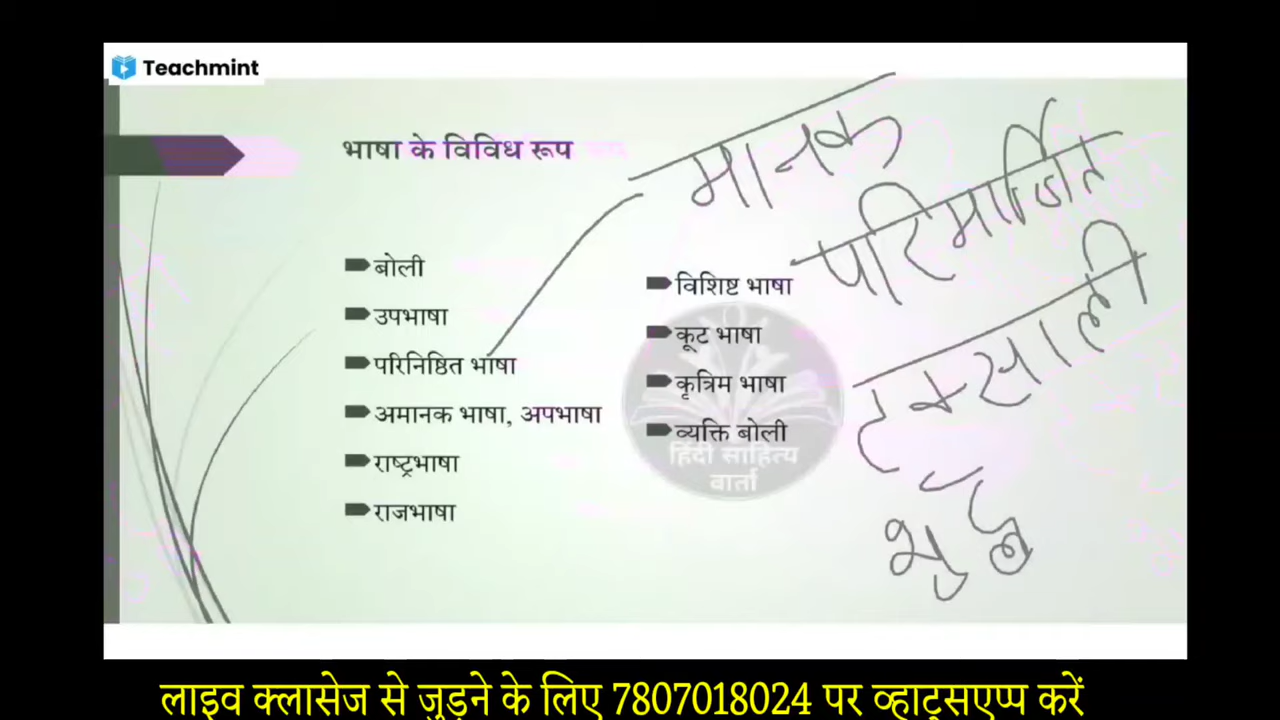 Teachmint
भाषा के विविध रूप
बोली
उपभाषा
परिनिष्ठित भाषा
अमानक भाषा, अपभाषा
राष्ट्रभाषा
राजभाषा
विशिष्ट भाषा
कूट भाषा
कृत्रिम भाषा
व्यक्ति बोली
हिंदी साहित्य
वार्ता
मानक
परिमार्जित
टकसाली
शुद्ध
लाइव क्लासेज से जुड़ने के लिए 7807018024 पर व्हाट्सएप्प करें